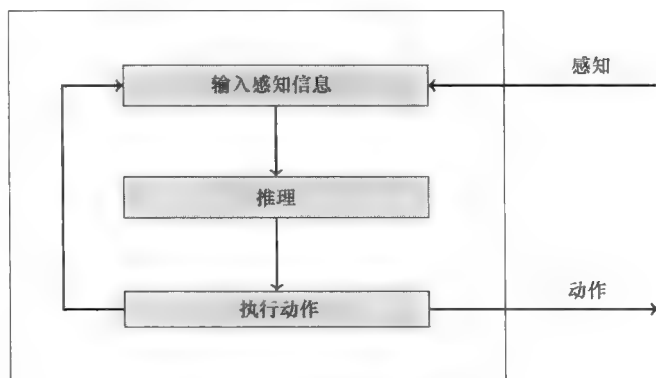 感知
输入感知信息
推理
动作
执行动作